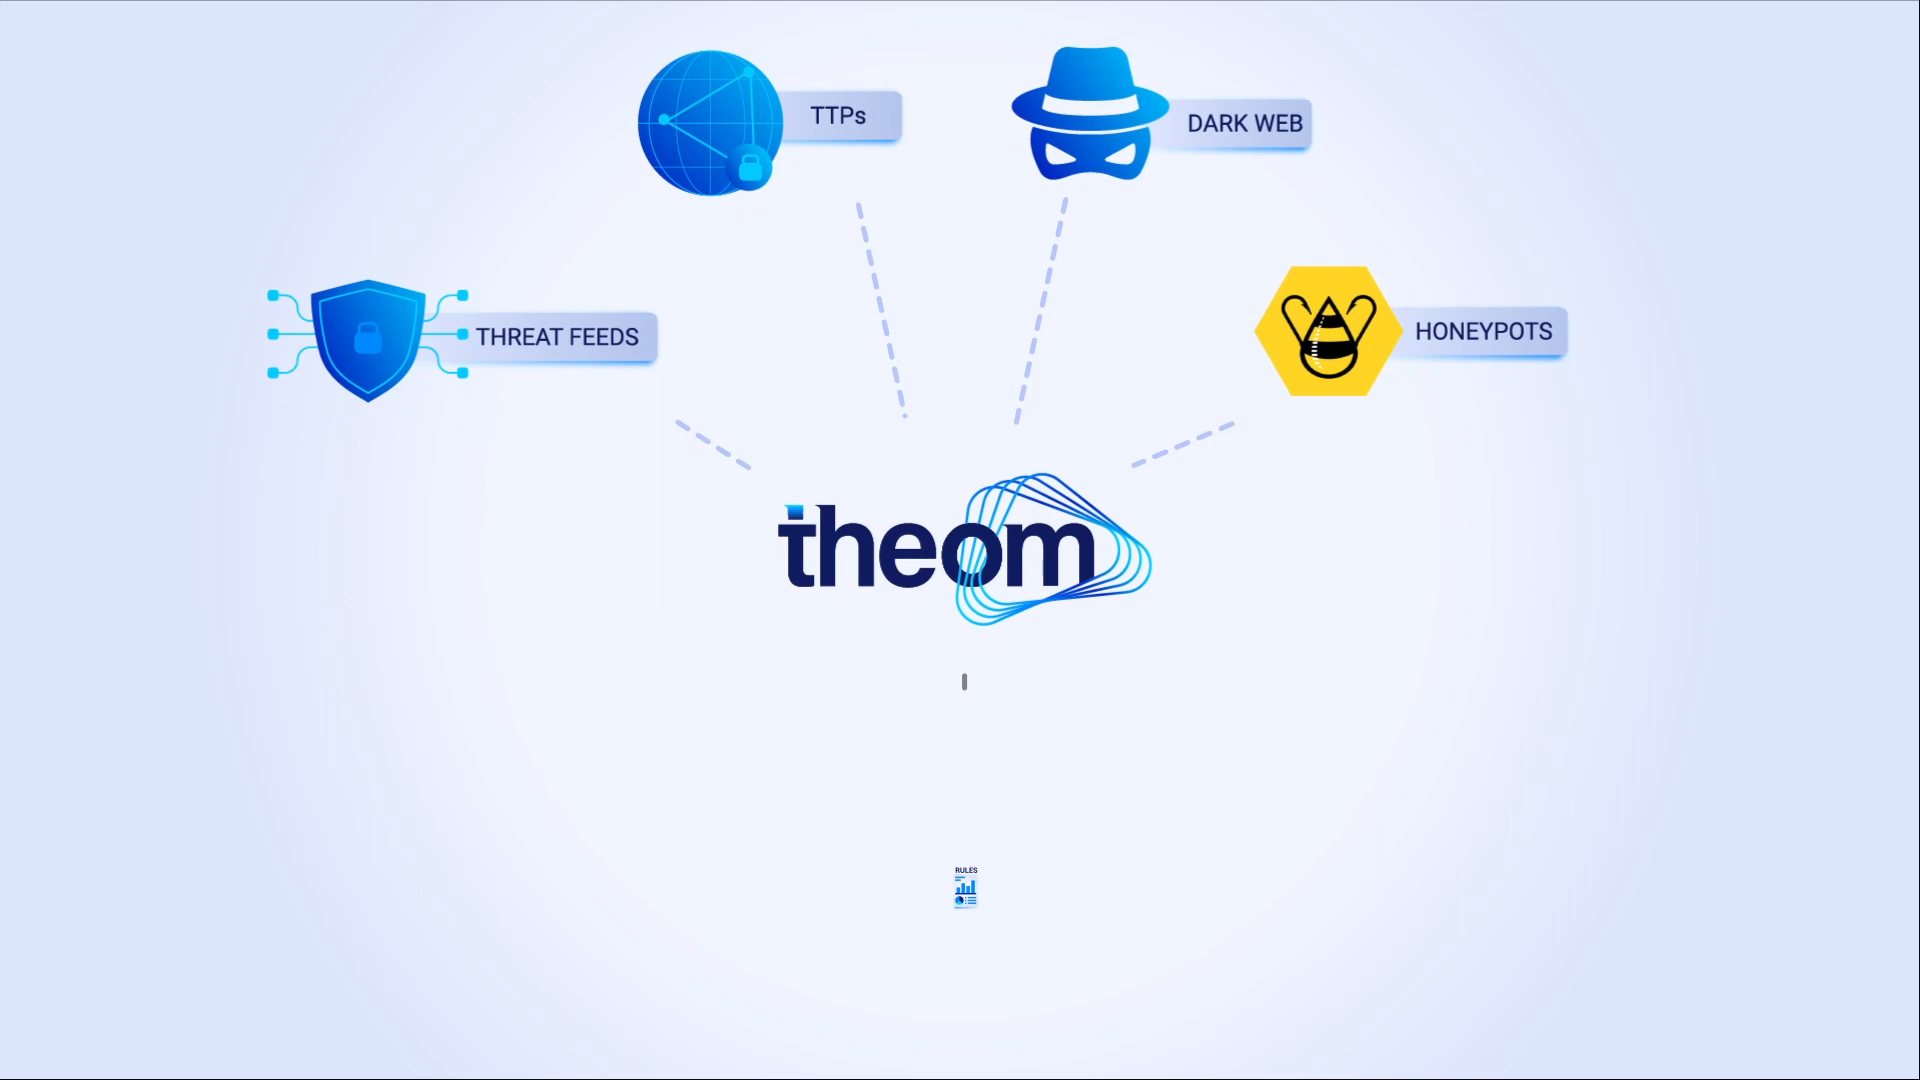 TTPs
DARK WEB
THREAT FEEDS
HONEYPOTS
theom
RULES